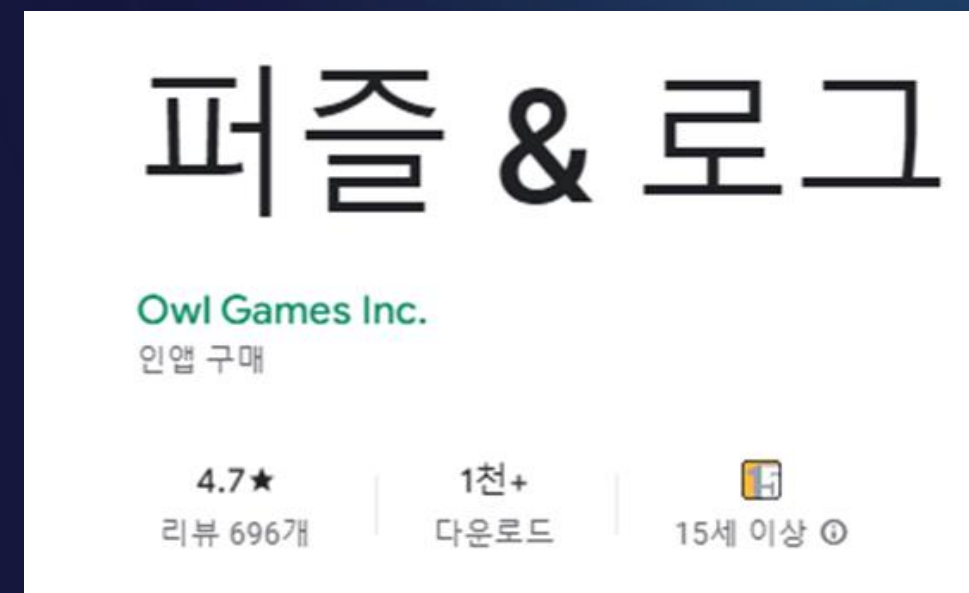 퍼즐 & 로그
Owl Games Inc.
인앱 구매
4.7★ 1천+ 15
리뷰 696개 다운로드 15세 이상 ⓘ